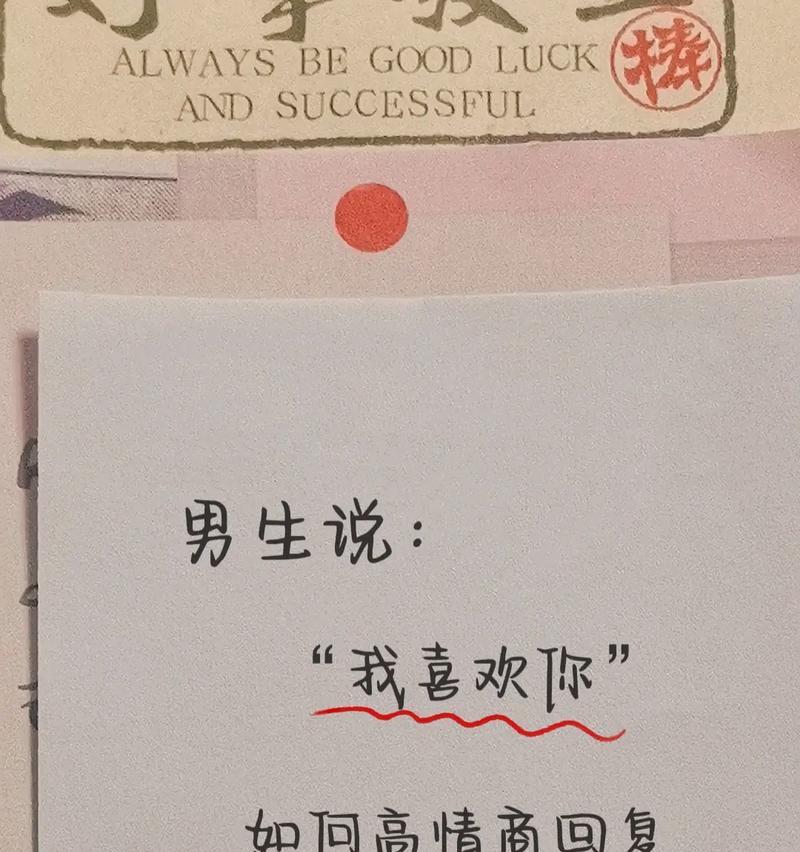 ALWAYS BE GOOD LUCK
AND SUCCESSFUL
棒
男生说：
“我喜欢你”
如何高情商回复